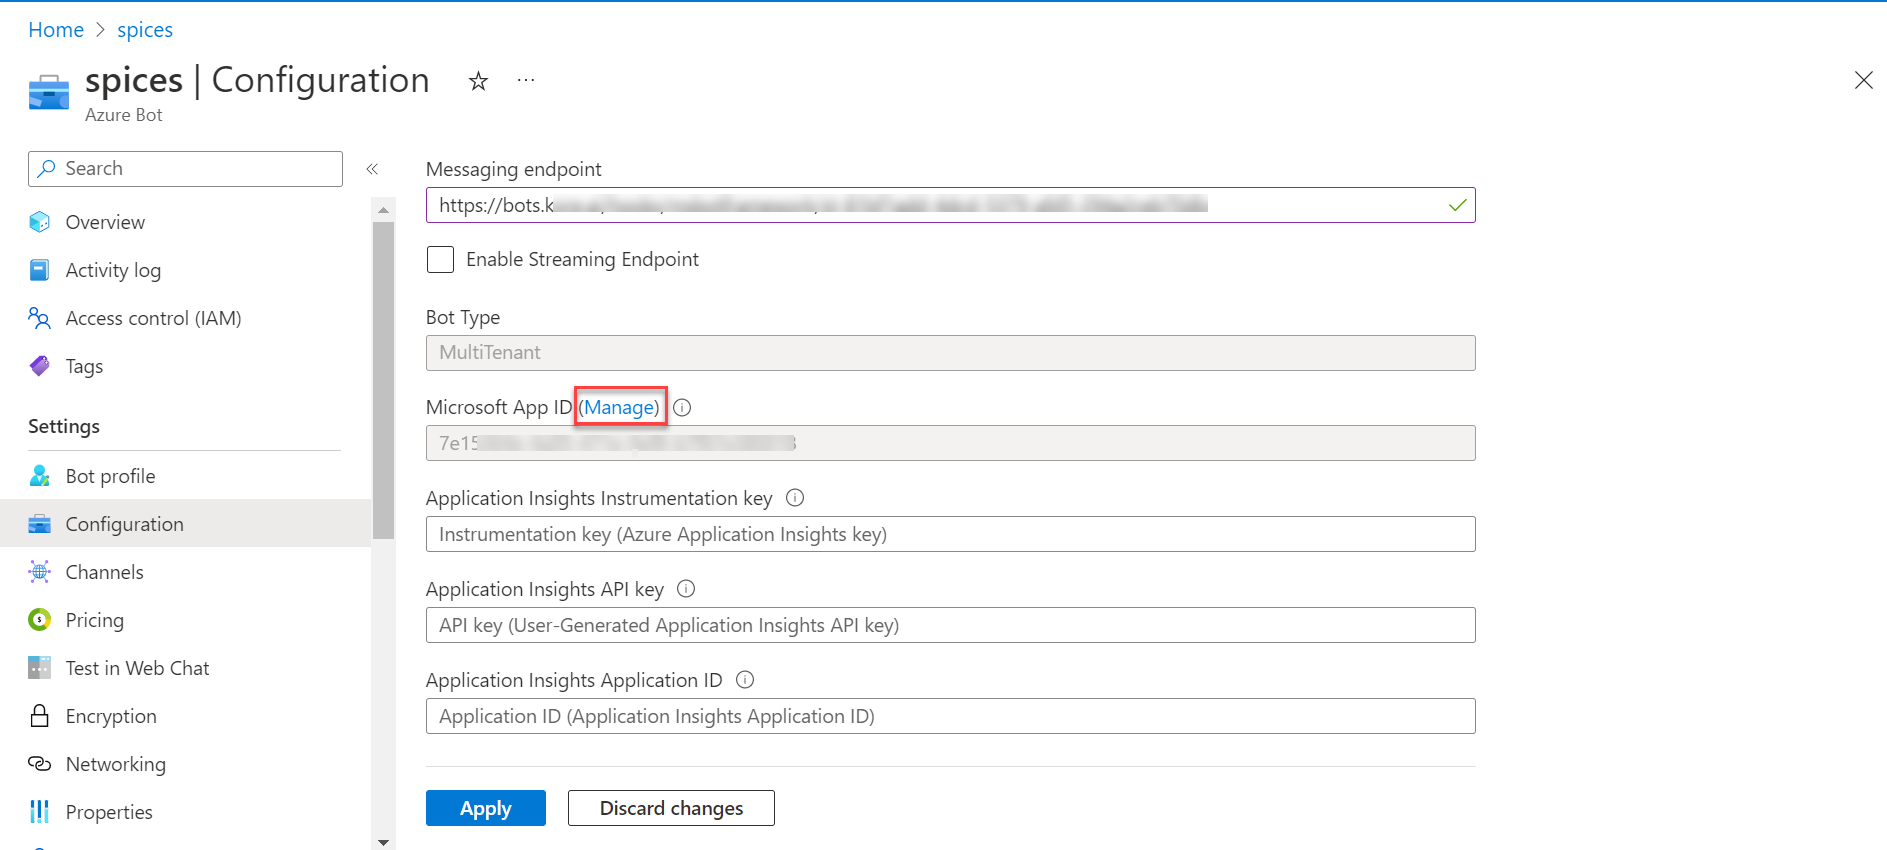 Home > spices
spices | Configuration
Azure Bot
Search
Overview
Activity log
Access control (IAM)
Tags
Settings
Bot profile
Configuration
Channels
Pricing
Test in Web Chat
Encryption
Networking
Properties
Messaging endpoint
https://bots.k
Enable Streaming Endpoint
Bot Type
MultiTenant
Microsoft App ID (Manage)
7e15
Application Insights Instrumentation key
Instrumentation key (Azure Application Insights key)
Application Insights API key
API key (User-Generated Application Insights API key)
Application Insights Application ID
Application ID (Application Insights Application ID)
Apply
Discard changes